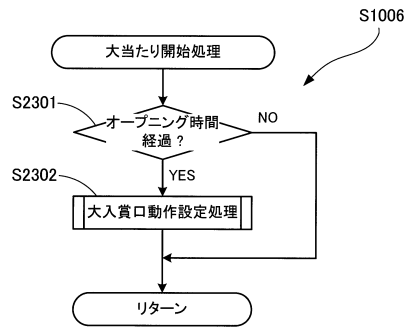 S1006
大当たり開始処理
S2301
オープニング時間
経過？
NO
YES
S2302
大入賞口動作設定処理
リターン